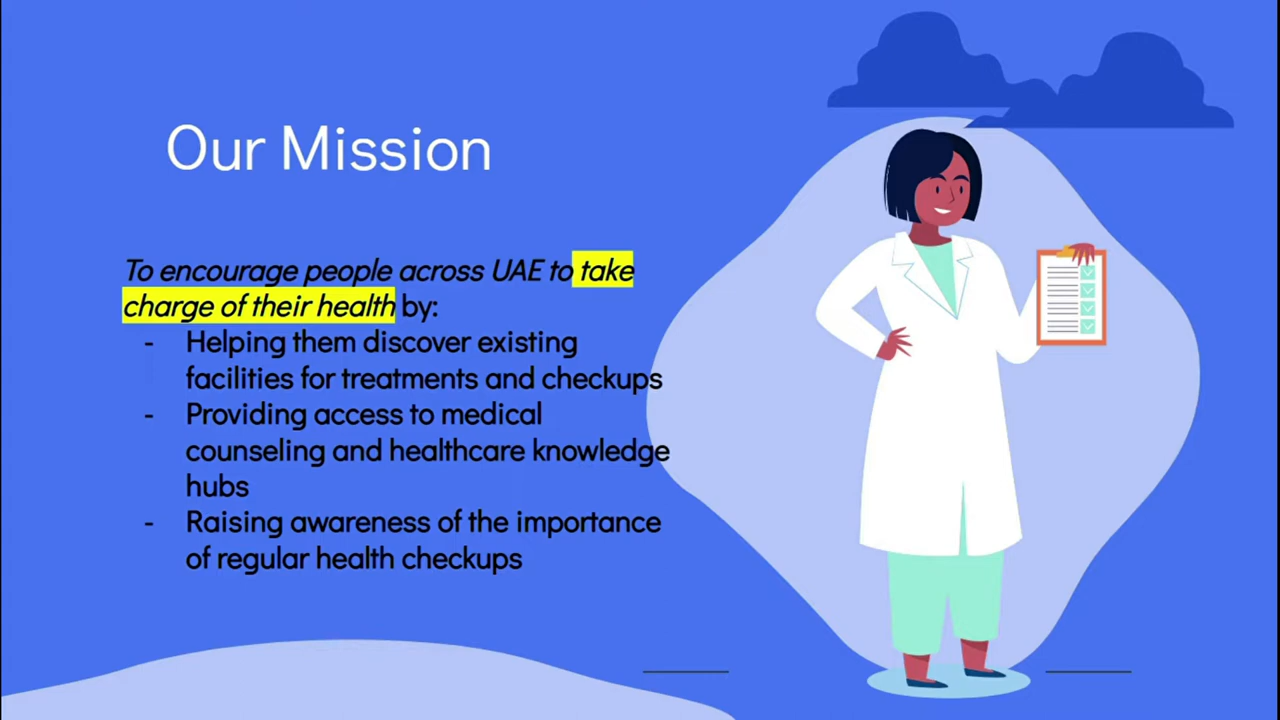 Our Mission
To encourage people across UAE to take
charge of their health by:
- Helping them discover existing
facilities for treatments and checkups
- Providing access to medical
counseling and healthcare knowledge
hubs
- Raising awareness of the importance
of regular health checkups